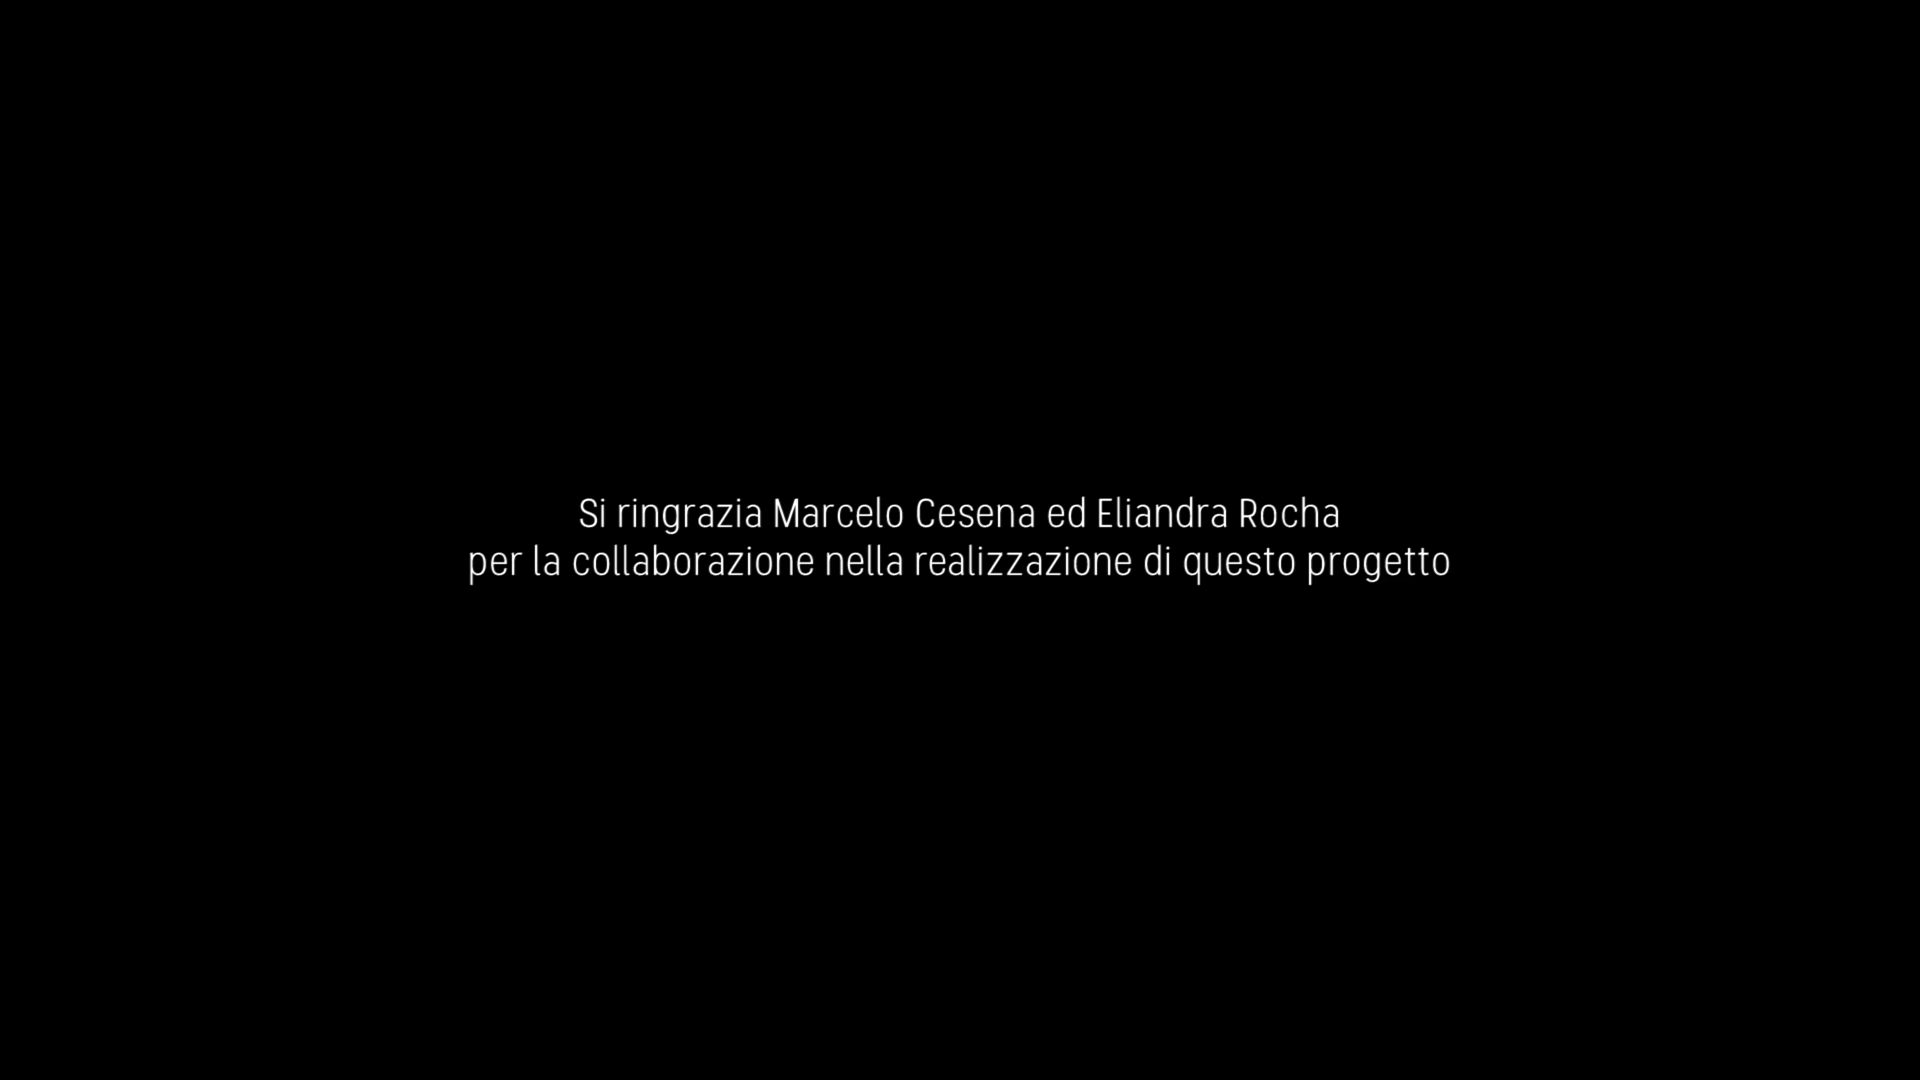 Si ringrazia Marcelo Cesena ed Eliandra Rocha
per la collaborazione nella realizzazione di questo progetto